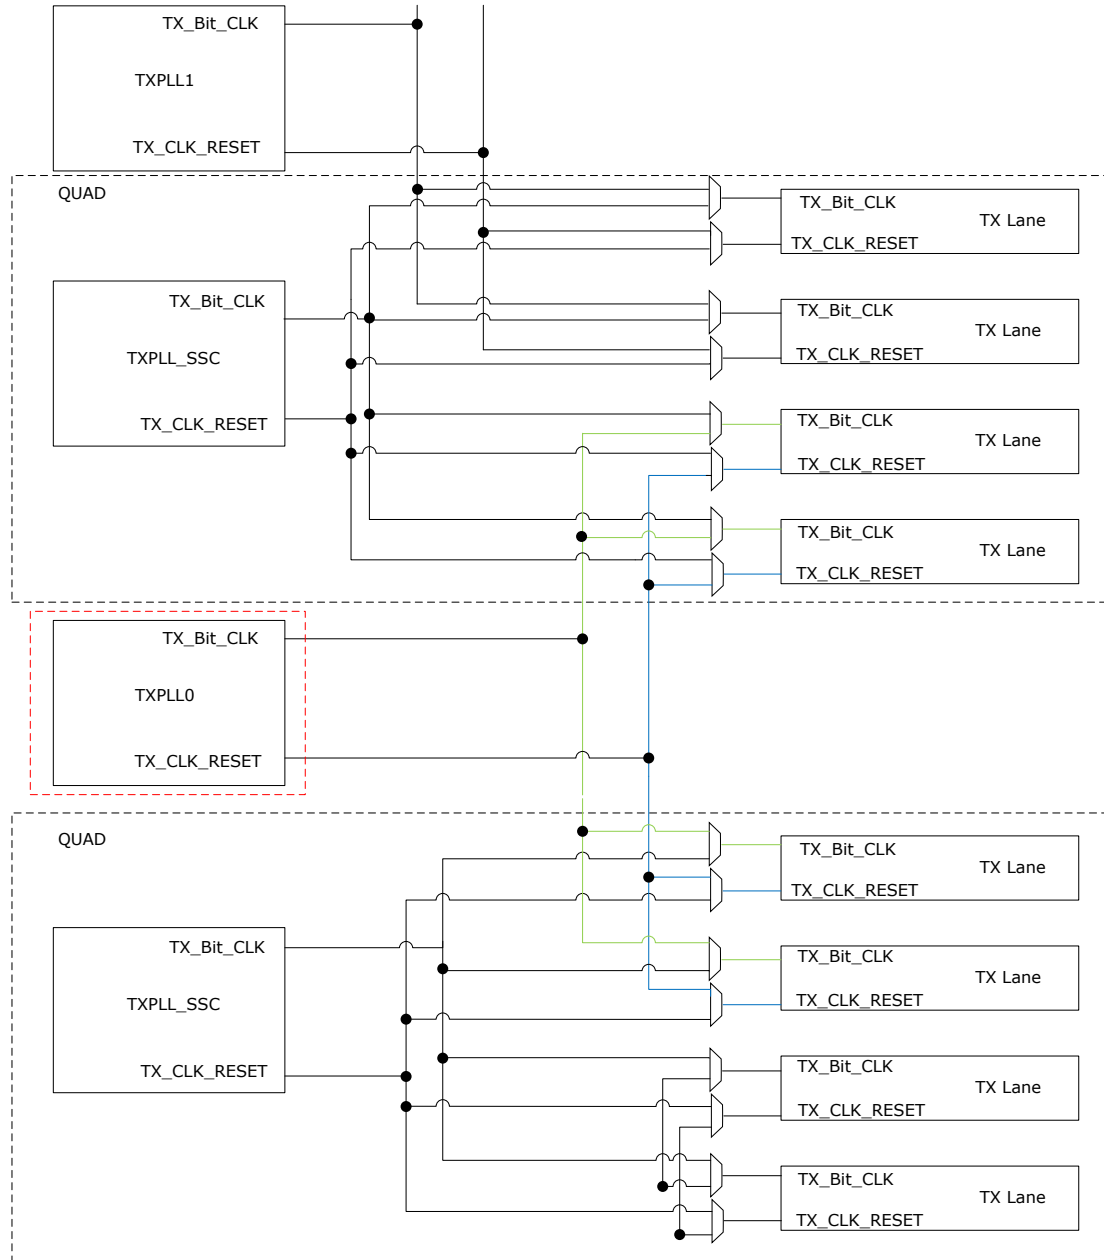 TX_Bit_CLK
TXPLL1
TX_CLK_RESET
QUAD
TX_Bit_CLK
TX Lane
TX_CLK_RESET
TX_Bit_CLK
TXPLL_SSC
TX_CLK_RESET
TX_Bit_CLK
TX Lane
TX_CLK_RESET
TX_Bit_CLK
TX Lane
TX_CLK_RESET
TX_Bit_CLK
TX Lane
TX_CLK_RESET
TX_Bit_CLK
TXPLL0
TX_CLK_RESET
QUAD
TX_Bit_CLK
TX Lane
TX_CLK_RESET
TX_Bit_CLK
TXPLL_SSC
TX_CLK_RESET
TX_Bit_CLK
TX Lane
TX_CLK_RESET
TX_Bit_CLK
TX Lane
TX_CLK_RESET
TX_Bit_CLK
TX Lane
TX_CLK_RESET